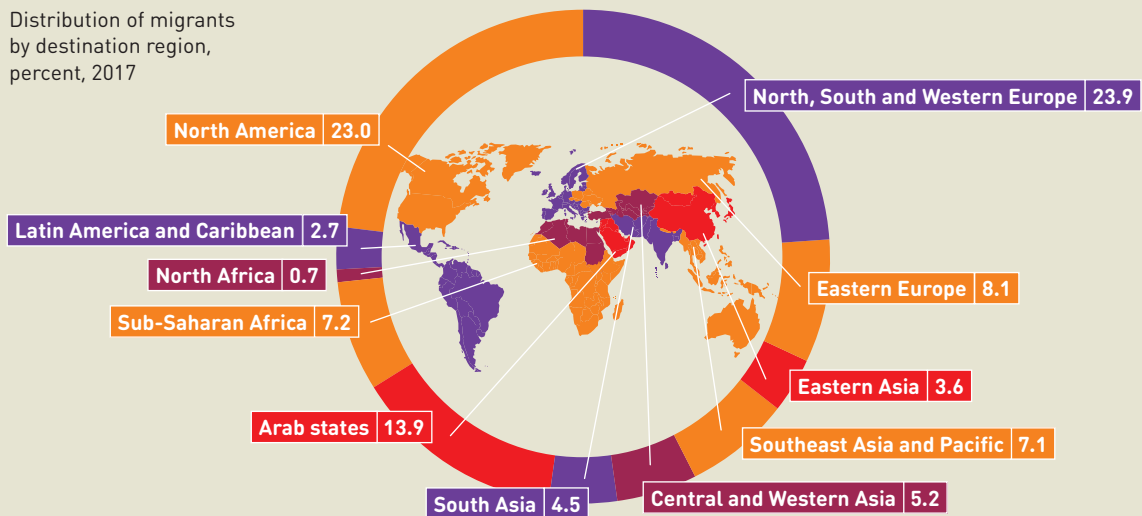 Distribution of migrants
by destination region,
percent, 2017
North, South and Western Europe 23.9
North America 23.0
Latin America and Caribbean 2.7
North Africa 0.7
Eastern Europe 8.1
Sub-Saharan Africa 7.2
Eastern Asia 3.6
Arab states 13.9
Southeast Asia and Pacific 7.1
South Asia 4.5
Central and Western Asia 5.2